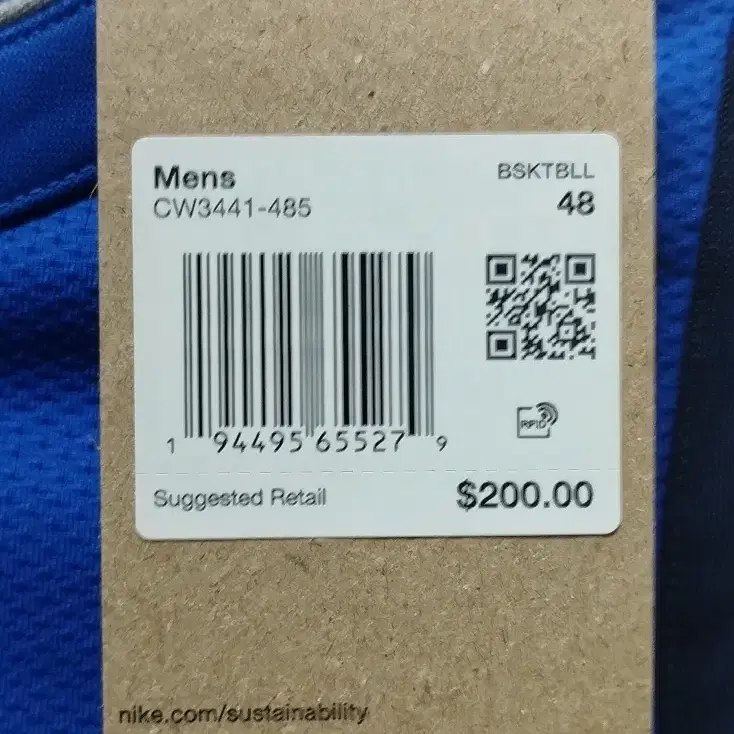 Mens
BSKTBLL
CW3441-485
48
RFID
1 94495 65527 9
Suggested Retail
$200.00
nike.com/sustainability